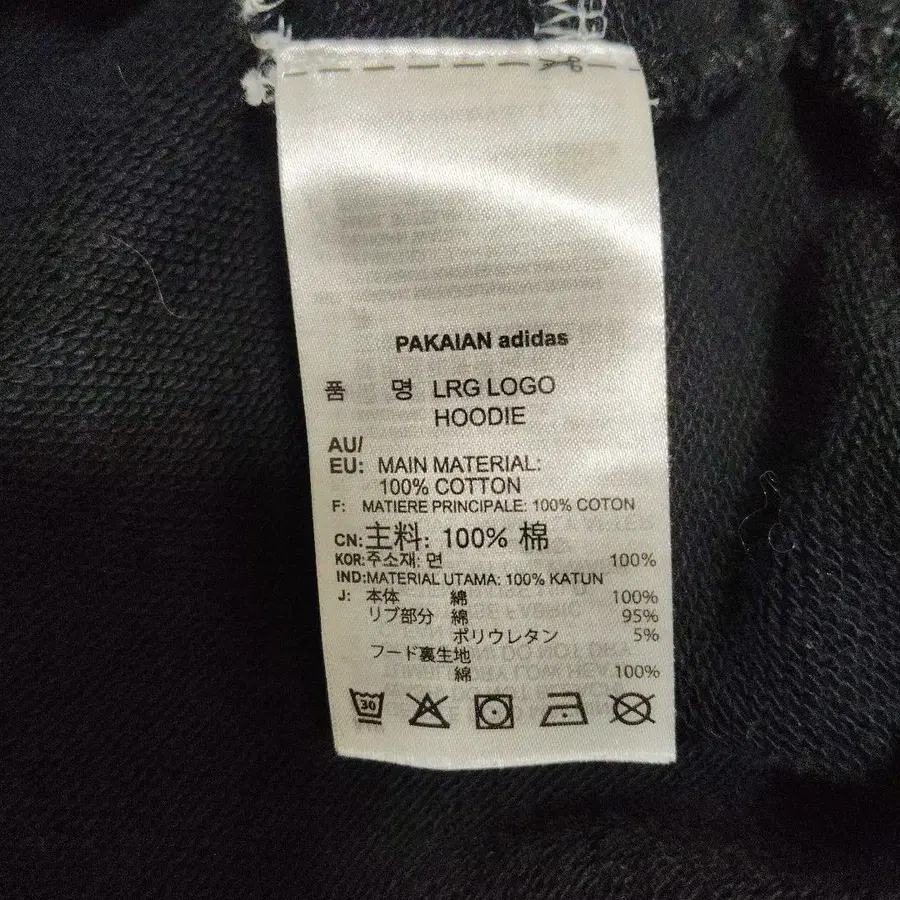 PAKAIAN adidas
품 명 LRG LOGO
HOODIE
AU/
EU: MAIN MATERIAL:
100% COTTON
F: MATIERE PRINCIPALE: 100% COTON
CN:主料: 100% 棉
KOR:주소재: 면 100%
IND:MATERIAL UTAMA: 100% KATUN
J: 本体 綿 100%
リブ部分 綿 95%
ポリウレタン 5%
フード裏生地
綿 100%
30